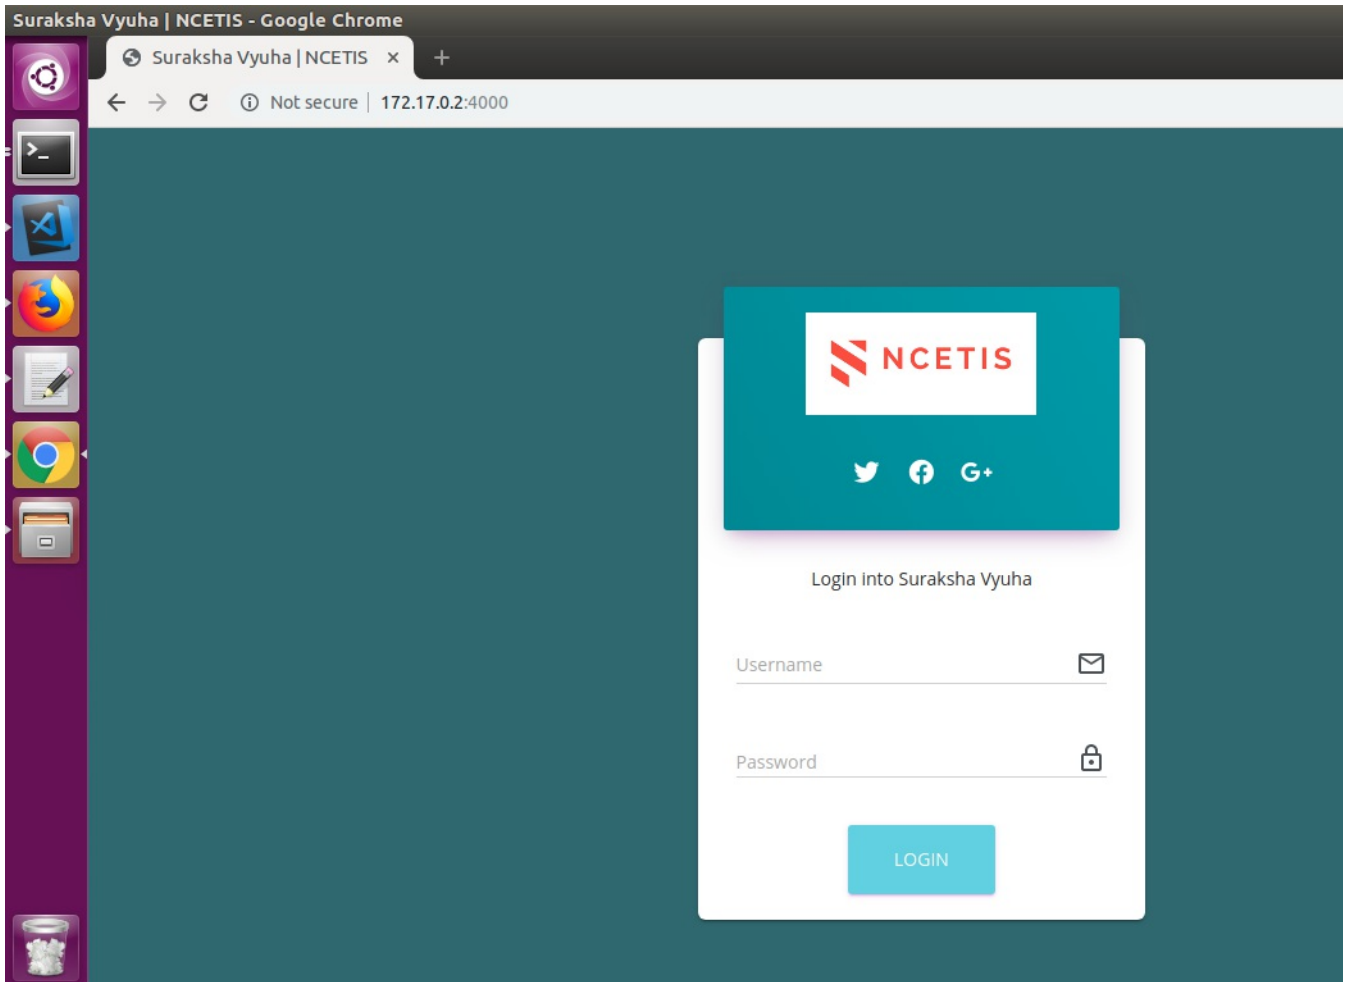 Suraksha Vyuha | NCETIS - Google Chrome
Suraksha Vyuha | NCETIS
Not secure | 172.17.0.2:4000
NCETIS
G+
Login into Suraksha Vyuha
Username
Password
LOGIN